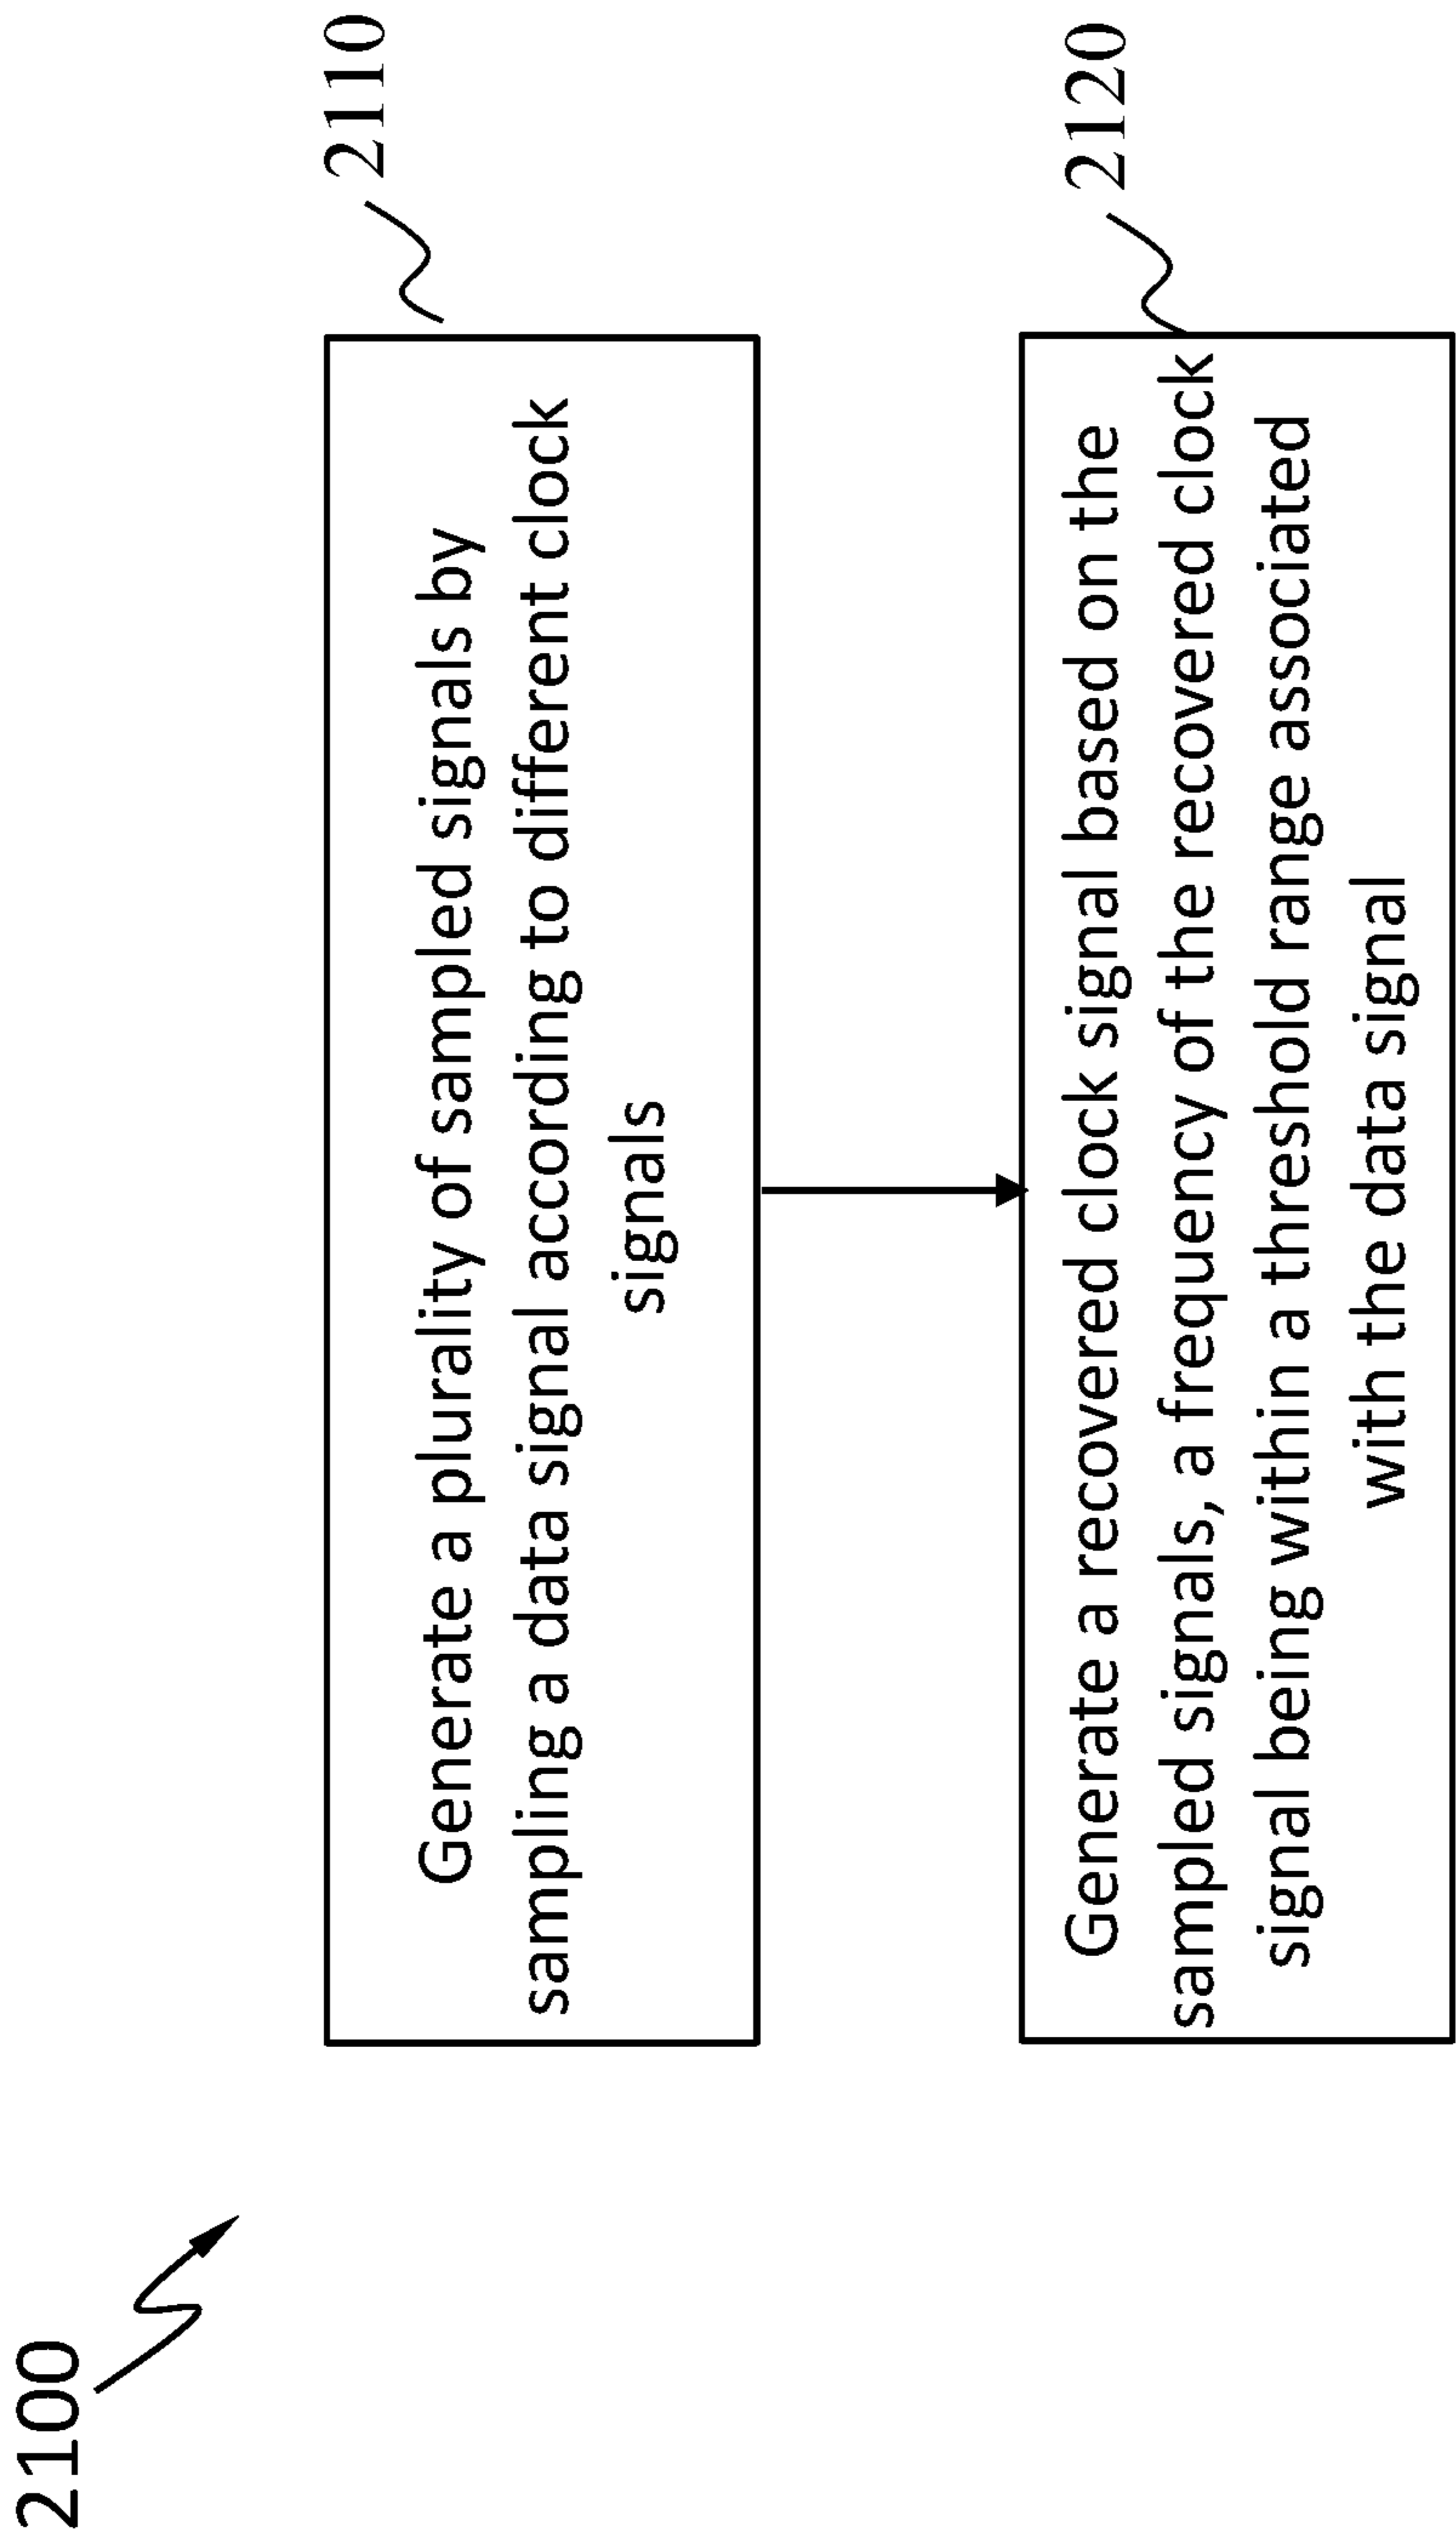 2100
2110
Generate a plurality of sampled signals by
sampling a data signal according to different clock
signals
2120
Generate a recovered clock signal based on the
sampled signals, a frequency of the recovered clock
signal being within a threshold range associated
with the data signal